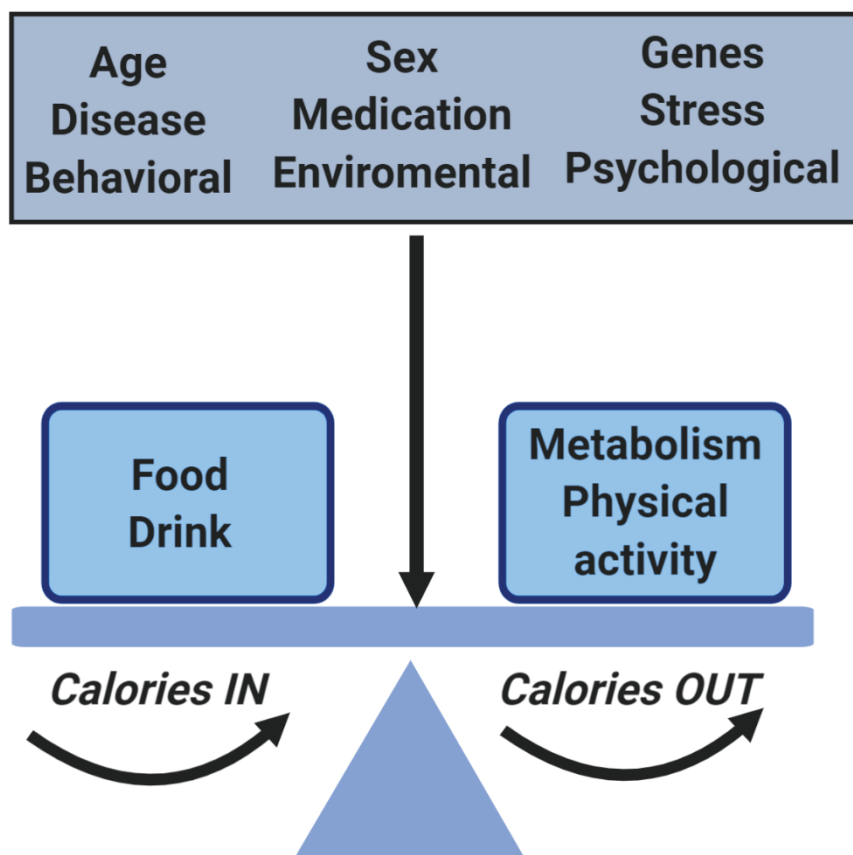 Age
Disease
Behavioral
Sex
Medication
Enviromental
Genes
Stress
Psychological
Food
Drink
Metabolism
Physical
activity
Calories IN
Calories OUT